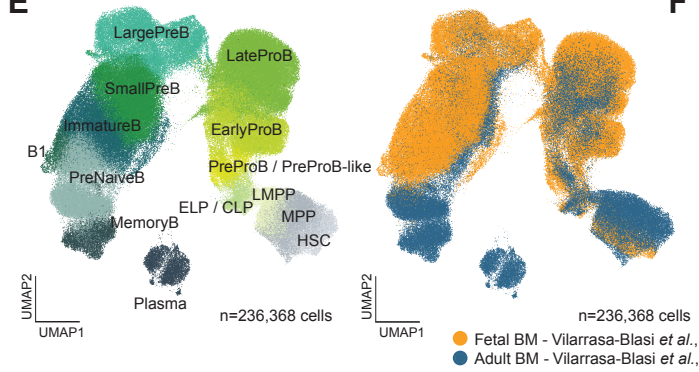 E
F
LargePreB
LateProB
SmallPreB
ImmatureB
EarlyProB
B1
PreProB / PreProB-like
PreNaiveB
LMPP
ELP / CLP
MPP
MemoryB
HSC
Plasma
UMAP2
UMAP1
n=236,368 cells
UMAP2
UMAP1
n=236,368 cells
Fetal BM - Vilarrasa-Blasi et al.,
Adult BM - Vilarrasa-Blasi et al.,